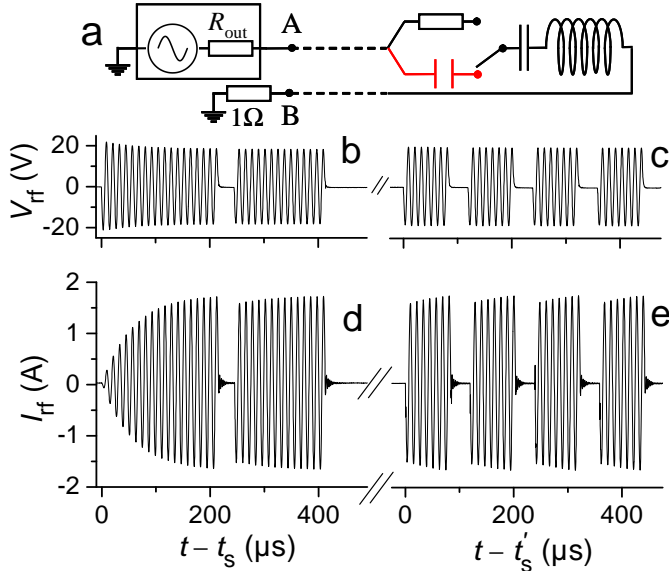 a
R_out
A
1Ω
B
b
c
V_rf (V)
20
0
-20
d
e
I_rf (A)
2
1
0
-1
-2
0
200
400
0
200
400
t – t_s (µs)
t – t'_s (µs)